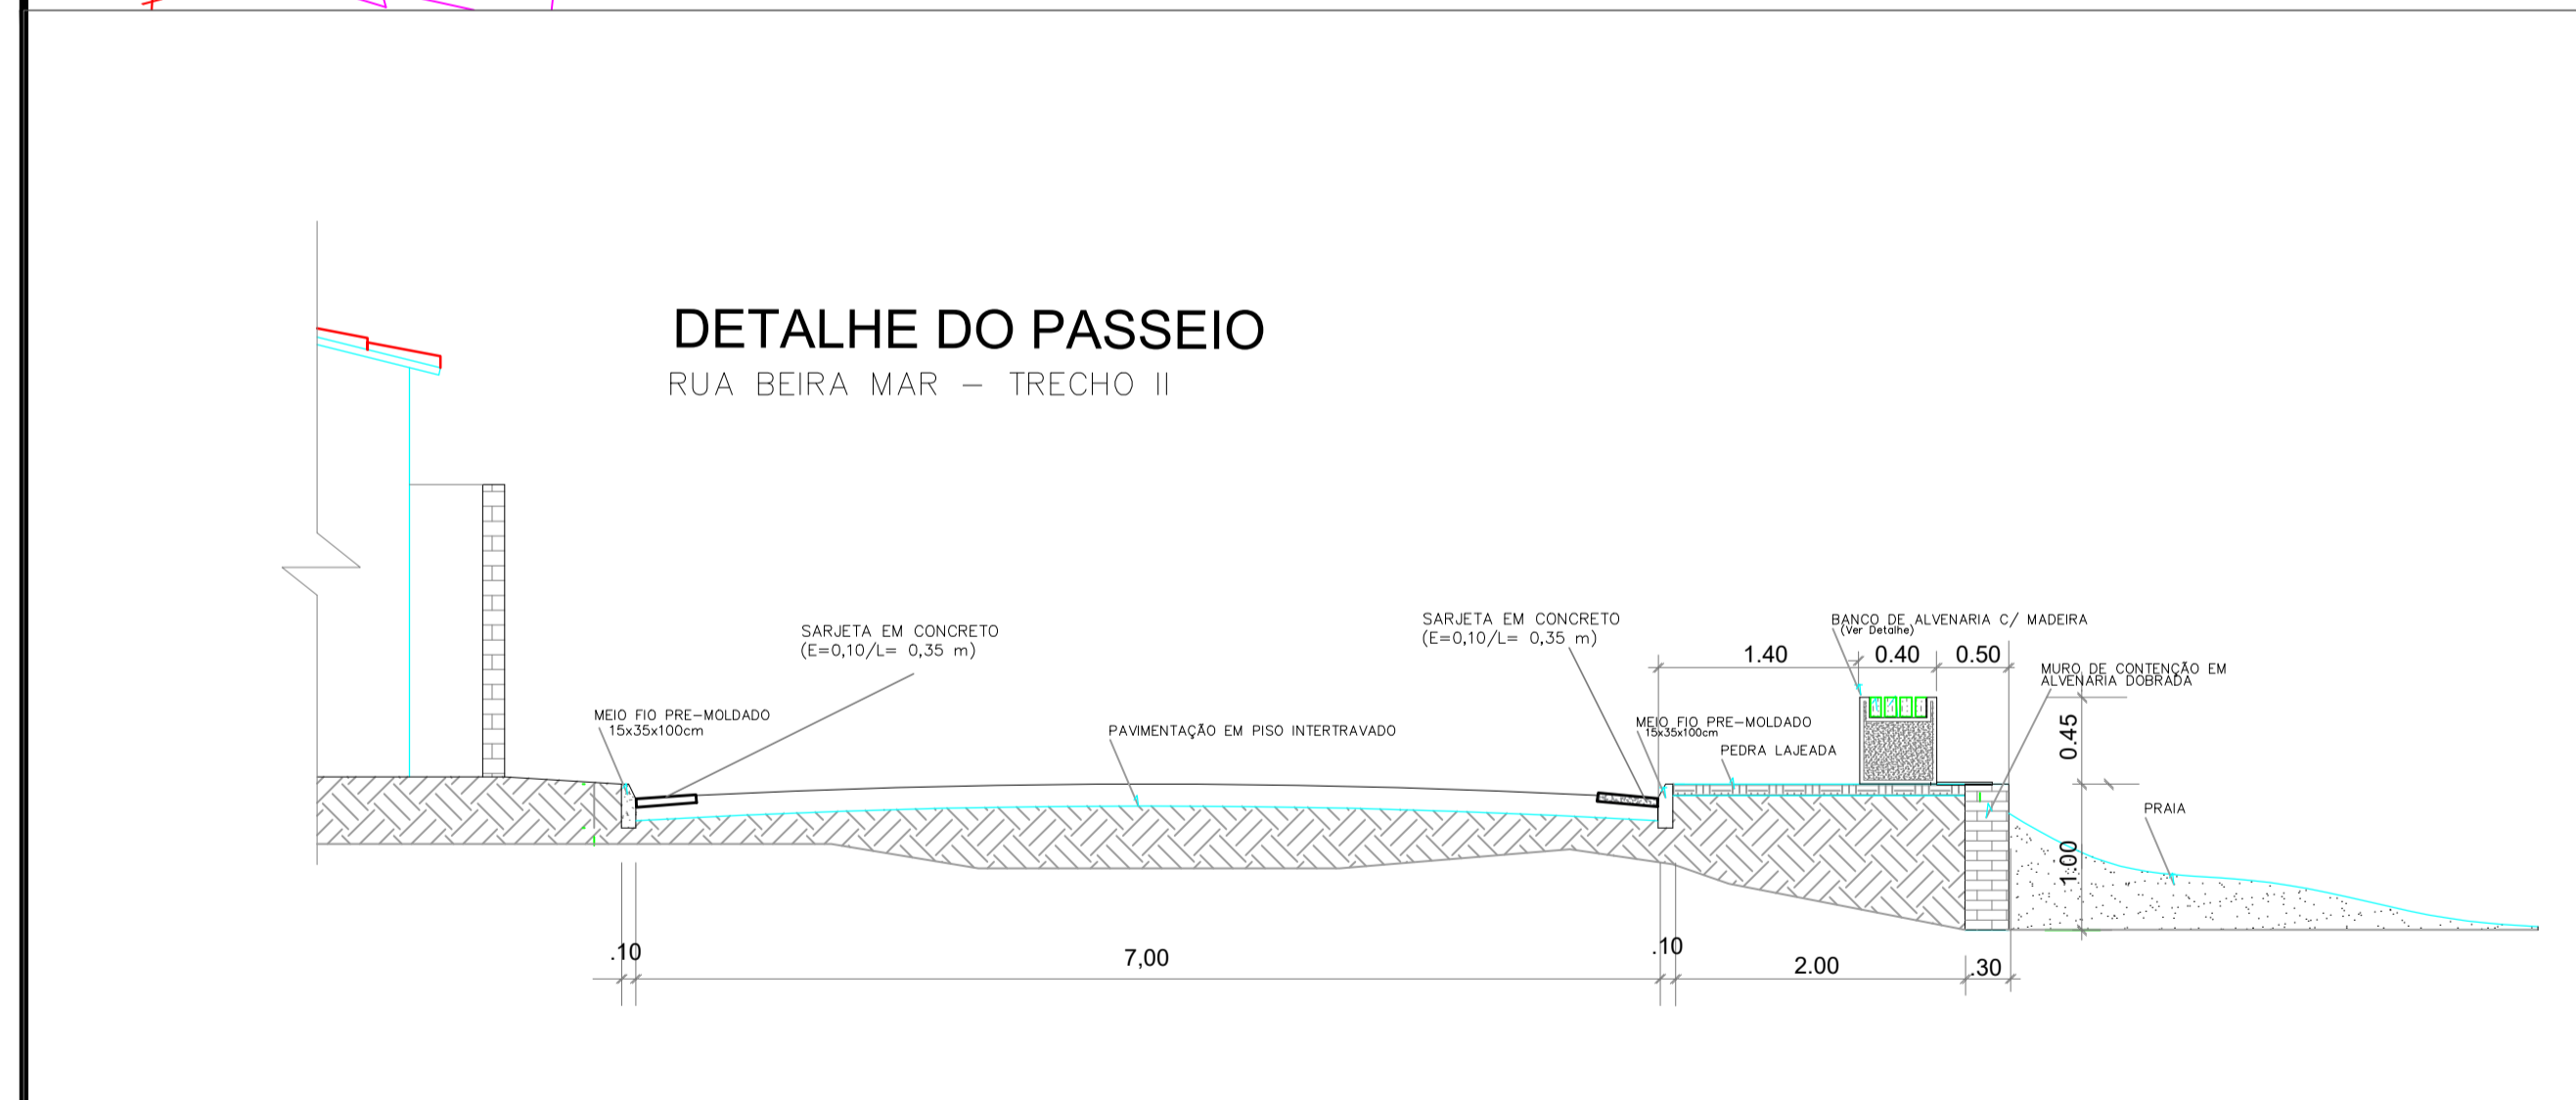 DETALHE DO PASSEIO
RUA BEIRA MAR – TRECHO II
SARJETA EM CONCRETO
(E=0,10/L= 0,35 m)
SARJETA EM CONCRETO
(E=0,10/L= 0,35 m)
BANCO DE ALVENARIA C/ MADEIRA
(Ver Detalhe)
1.40
0.40
0.50
MURO DE CONTENÇÃO EM
ALVENARIA DOBRADA
MEIO FIO PRE-MOLDADO
15x35x100cm
PAVIMENTAÇÃO EM PISO INTERTRAVADO
MEIO FIO PRE-MOLDADO
15x35x100cm
PEDRA LAJEADA
0.45
PRAIA
1.00
.10
7,00
.10
2.00
.30